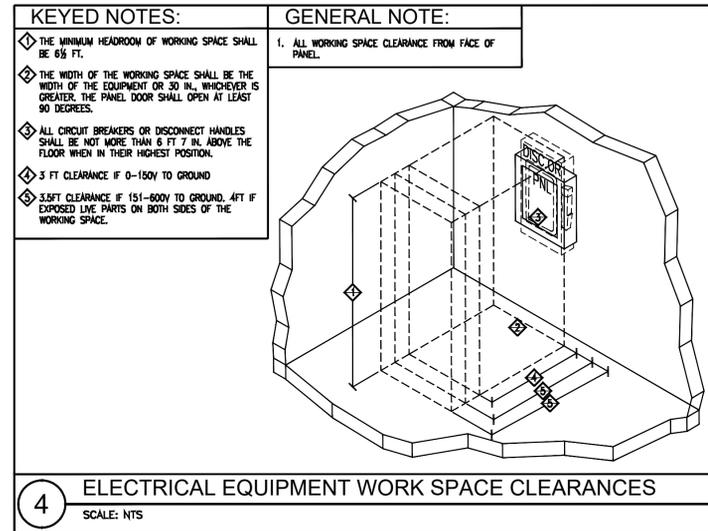 KEYED NOTES:
1 THE MINIMUM HEADROOM OF WORKING SPACE SHALL
BE 6½ FT.
2 THE WIDTH OF THE WORKING SPACE SHALL BE THE
WIDTH OF THE EQUIPMENT OR 30 IN., WHICHEVER IS
GREATER. THE PANEL DOOR SHALL OPEN AT LEAST
90 DEGREES.
3 ALL CIRCUIT BREAKERS OR DISCONNECT HANDLES
SHALL BE NOT MORE THAN 6 FT 7 IN. ABOVE THE
FLOOR WHEN IN THEIR HIGHEST POSITION.
4 3 FT CLEARANCE IF 0-150V TO GROUND
5 3.5FT CLEARANCE IF 151-600V TO GROUND. 4FT IF
EXPOSED LIVE PARTS ON BOTH SIDES OF THE
WORKING SPACE.
GENERAL NOTE:
1. ALL WORKING SPACE CLEARANCE FROM FACE OF
PANEL.
DISC OR
PNL
3
1
2
4
5
5
4
ELECTRICAL EQUIPMENT WORK SPACE CLEARANCES
SCALE: NTS